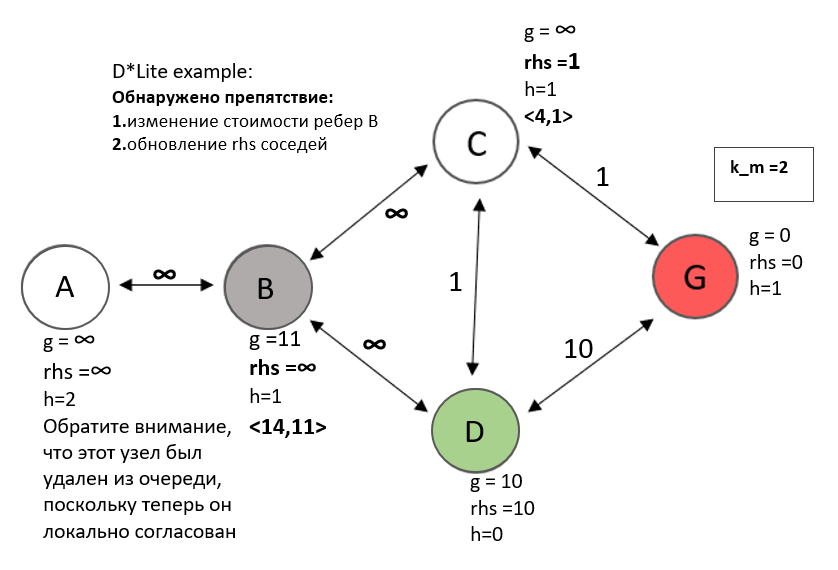 D*Lite example:
Обнаружено препятствие:
1.изменение стоимости ребер B
2.обновление rhs соседей
g = ∞
rhs =1
h=1
<4,1>
C
k_m =2
1
∞
A
∞
B
1
G
g = 0
rhs =0
h=1
∞
10
g = ∞
rhs =∞
h=2
Обратите внимание,
что этот узел был
удален из очереди,
поскольку теперь он
локально согласован
g =11
rhs =∞
h=1
<14,11>
D
g = 10
rhs =10
h=0